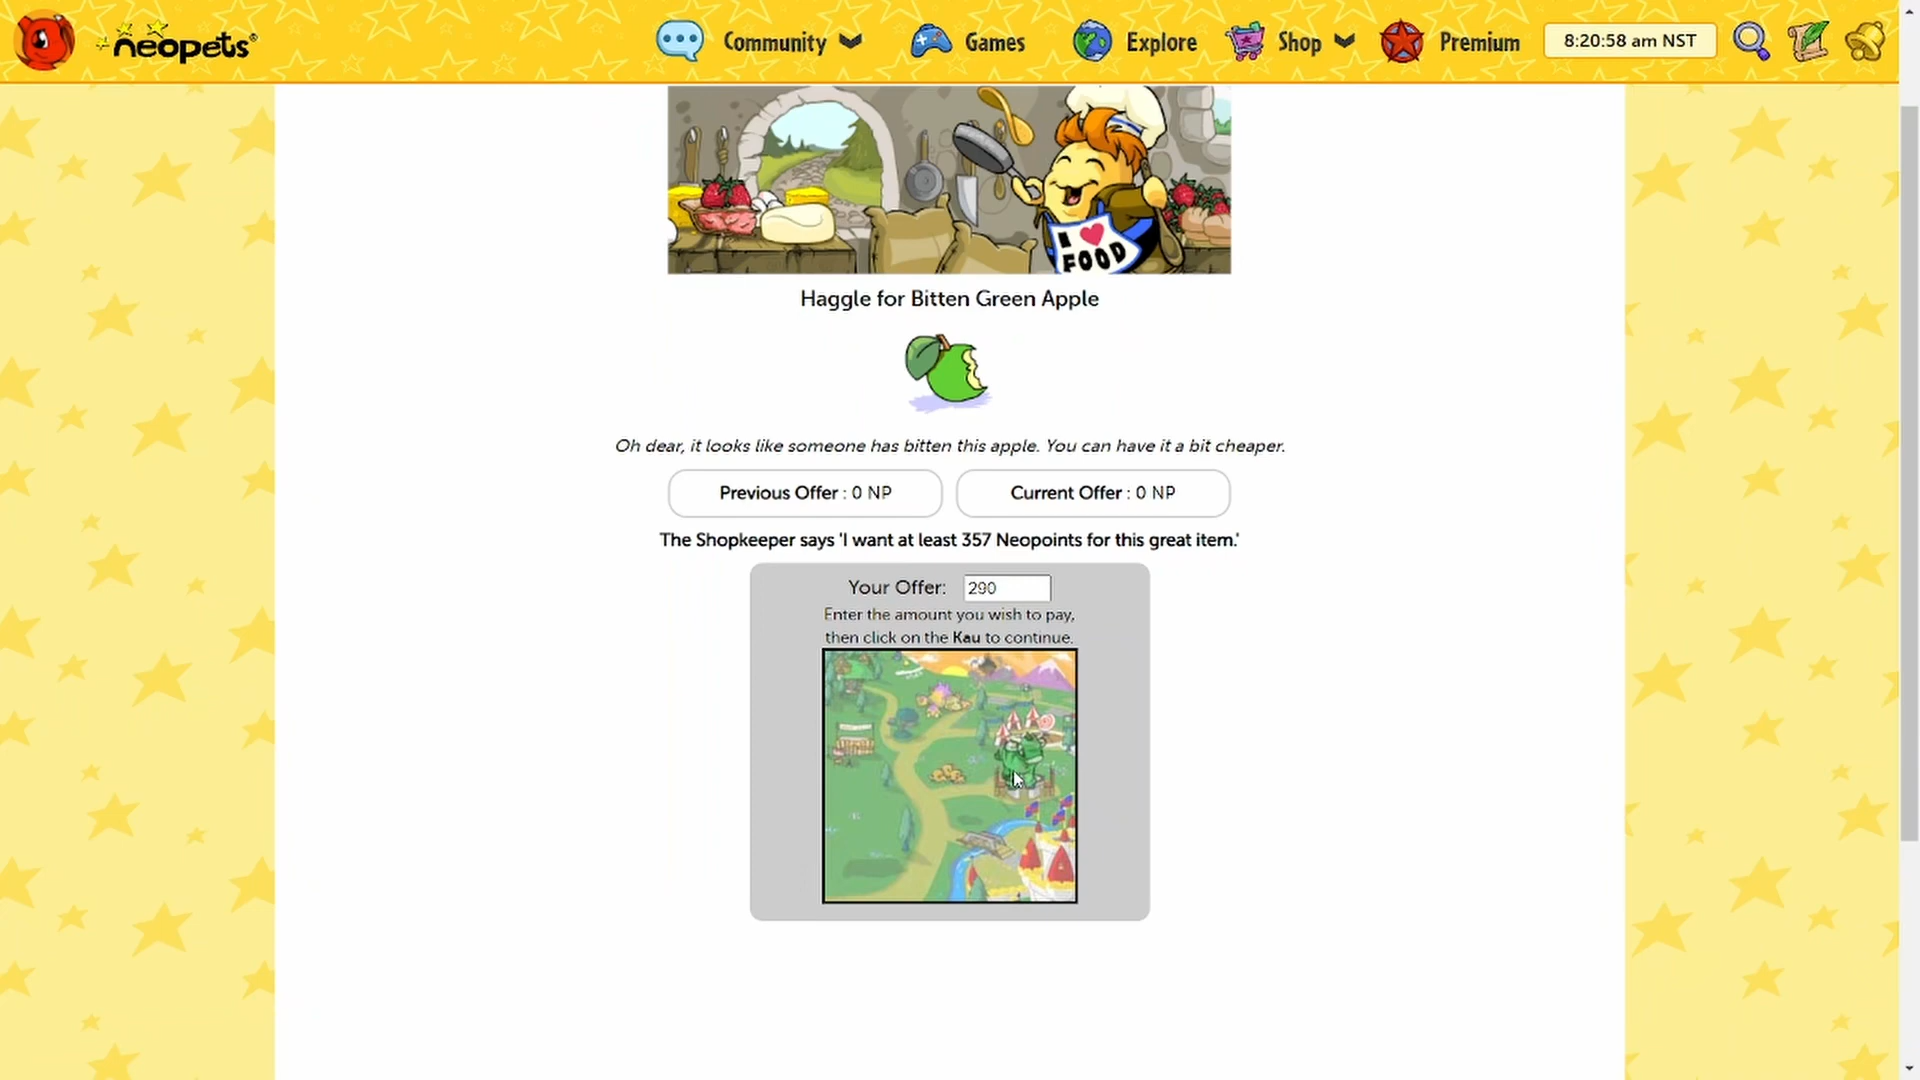 neopets
Community
Games
Explore
Shop
Premium
8:20:58 am NST
I
FOOD
Haggle for Bitten Green Apple
Oh dear, it looks like someone has bitten this apple. You can have it a bit cheaper.
Previous Offer : 0 NP
Current Offer : 0 NP
The Shopkeeper says 'I want at least 357 Neopoints for this great item.'
Your Offer: 290
Enter the amount you wish to pay,
then click on the Kau to continue.